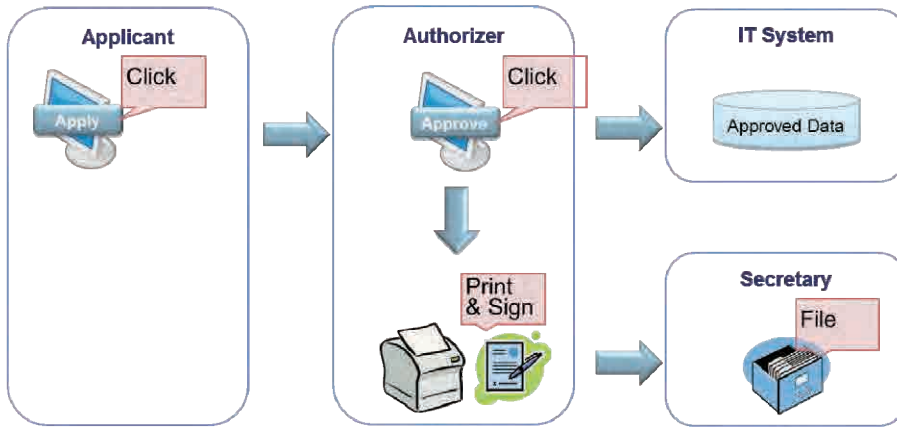 Applicant
Click
Apply
Authorizer
Click
Approve
Print
& Sign
IT System
Approved Data
Secretary
File